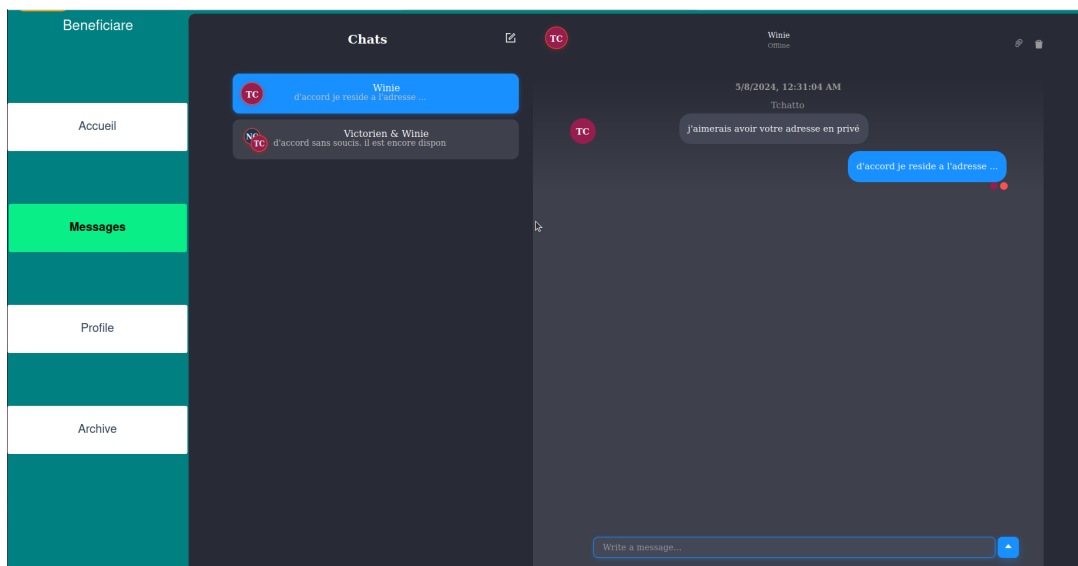 Beneficiare
Accueil
Messages
Profile
Archive
Chats
TC
Winie
d'accord je reside a l'adresse ...
TC
Victorien & Winie
d'accord sans soucis. il est encore dispon
TC
Winie
Offline
5/8/2024, 12:31:04 AM
Tchatto
TC
j'aimerais avoir votre adresse en privé
d'accord je reside a l'adresse ...
Write a message...